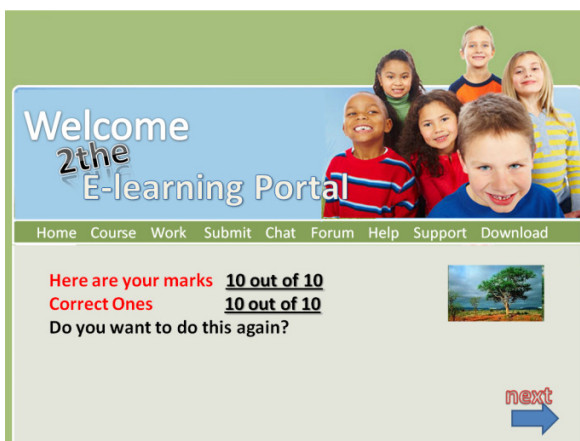 Welcome
2the
E-learning Portal
Home Course Work Submit Chat Forum Help Support Download
Here are your marks 10 out of 10
Correct Ones 10 out of 10
Do you want to do this again?
next